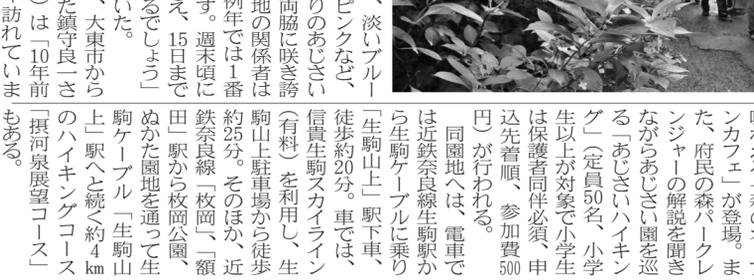 、淡いブルー
ピンクなど、
りのあじさい
両脇に咲き誇
地の関係者は
例年では１番
す。週末頃に
え、15日まで
るでしょう」
いた。
、大東市から
た鎮守良一さ
）は「10年前
訪れていま
ンカフェ」が登場。ま
た、府民の森パークレ
ンジャーの解説を聞き
ながらあじさい園を巡
る「あじさいハイキン
グ」（定員50名、小学
生以上が対象で小学生
は保護者同伴必須、申
込先着順、参加費500
円）が行われる。
同園地へは、電車で
は近鉄奈良線生駒駅か
ら生駒ケーブルに乗り
「生駒山上」駅下車、
徒歩約20分。車では、
信貴生駒スカイライン
（有料）を利用し、生
駒山上駐車場から徒歩
約25分。そのほか、近
鉄奈良線「枚岡」、「額
田」駅から枚岡公園、
ぬかた園地を通って生
駒ケーブル「生駒山
上」駅へと続く約４km
のハイキングコース
「摂河泉展望コース」
もある。